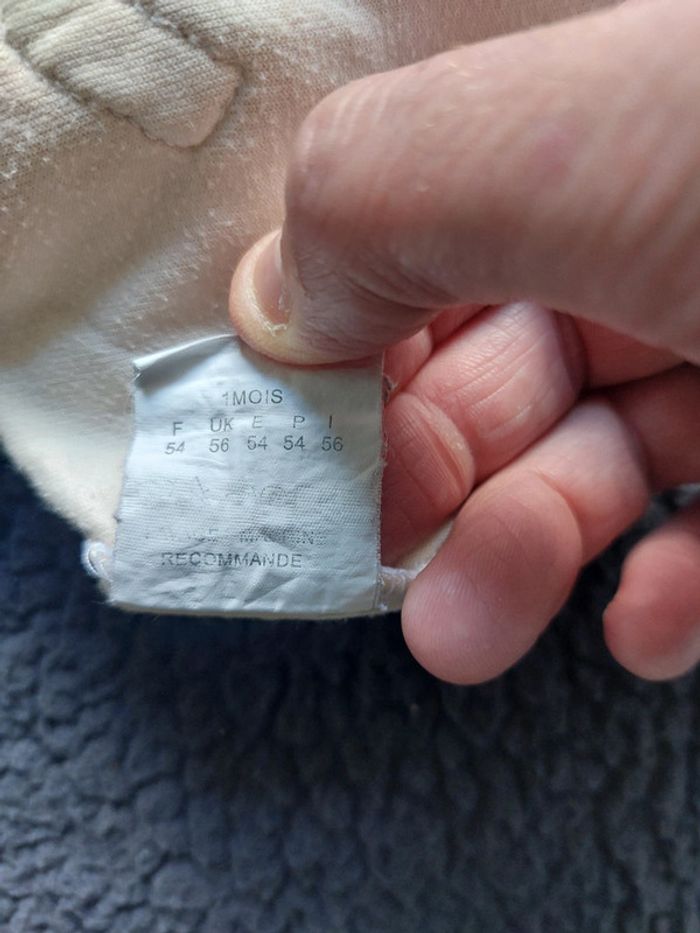 1MOIS
F UK E P I
54 56 54 54 56
RECOMMANDE